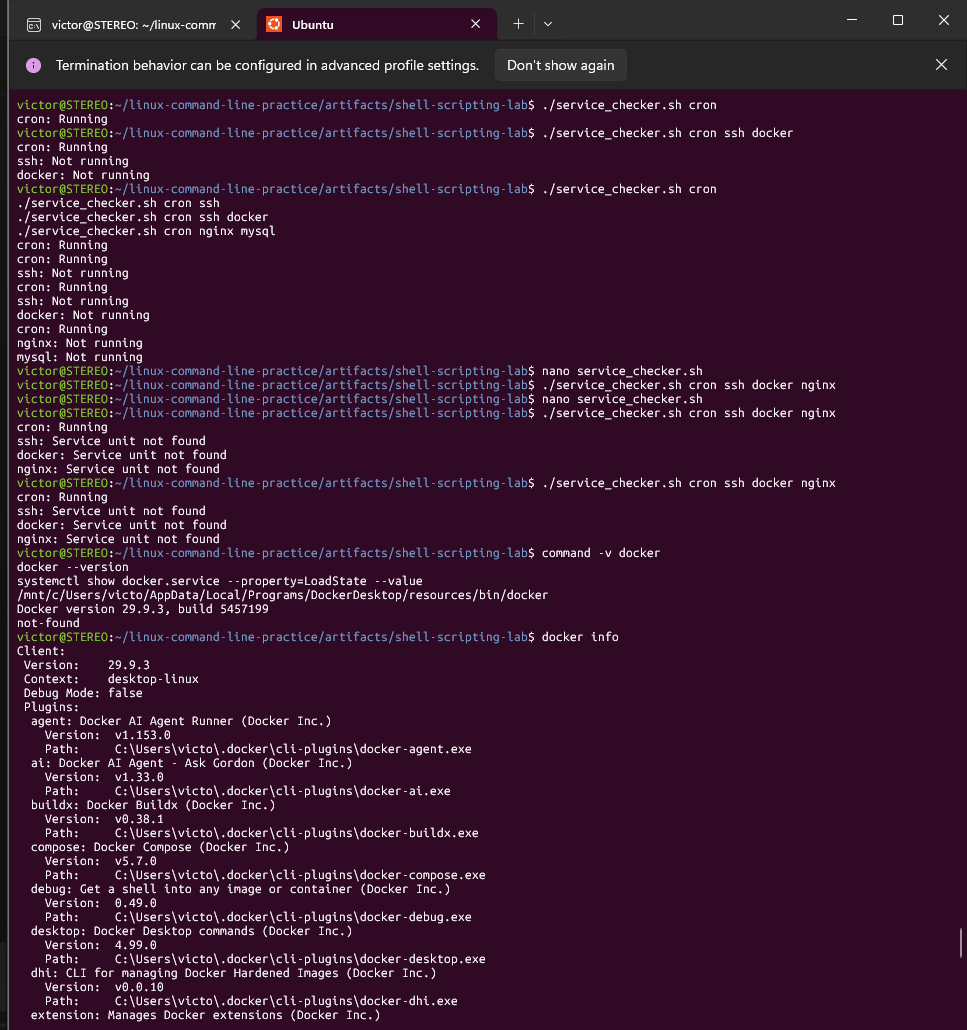 victor@STEREO: ~/linux-comm
Ubuntu
Termination behavior can be configured in advanced profile settings.
Don't show again
victor@STEREO:~/linux-command-line-practice/artifacts/shell-scripting-lab$ ./service_checker.sh cron
cron: Running
victor@STEREO:~/linux-command-line-practice/artifacts/shell-scripting-lab$ ./service_checker.sh cron ssh docker
cron: Running
ssh: Not running
docker: Not running
victor@STEREO:~/linux-command-line-practice/artifacts/shell-scripting-lab$ ./service_checker.sh cron
./service_checker.sh cron ssh
./service_checker.sh cron ssh docker
./service_checker.sh cron nginx mysql
cron: Running
cron: Running
ssh: Not running
cron: Running
ssh: Not running
docker: Not running
cron: Running
nginx: Not running
mysql: Not running
victor@STEREO:~/linux-command-line-practice/artifacts/shell-scripting-lab$ nano service_checker.sh
victor@STEREO:~/linux-command-line-practice/artifacts/shell-scripting-lab$ ./service_checker.sh cron ssh docker nginx
victor@STEREO:~/linux-command-line-practice/artifacts/shell-scripting-lab$ nano service_checker.sh
victor@STEREO:~/linux-command-line-practice/artifacts/shell-scripting-lab$ ./service_checker.sh cron ssh docker nginx
cron: Running
ssh: Service unit not found
docker: Service unit not found
nginx: Service unit not found
victor@STEREO:~/linux-command-line-practice/artifacts/shell-scripting-lab$ ./service_checker.sh cron ssh docker nginx
cron: Running
ssh: Service unit not found
docker: Service unit not found
nginx: Service unit not found
victor@STEREO:~/linux-command-line-practice/artifacts/shell-scripting-lab$ command -v docker
docker --version
systemctl show docker.service --property=LoadState --value
/mnt/c/Users/victo/AppData/Local/Programs/DockerDesktop/resources/bin/docker
Docker version 29.9.3, build 5457199
not-found
victor@STEREO:~/linux-command-line-practice/artifacts/shell-scripting-lab$ docker info
Client:
 Version:    29.9.3
 Context:    desktop-linux
 Debug Mode: false
 Plugins:
  agent: Docker AI Agent Runner (Docker Inc.)
    Version:  v1.153.0
    Path:     C:\Users\victo\.docker\cli-plugins\docker-agent.exe
  ai: Docker AI Agent - Ask Gordon (Docker Inc.)
    Version:  v1.33.0
    Path:     C:\Users\victo\.docker\cli-plugins\docker-ai.exe
  buildx: Docker Buildx (Docker Inc.)
    Version:  v0.38.1
    Path:     C:\Users\victo\.docker\cli-plugins\docker-buildx.exe
  compose: Docker Compose (Docker Inc.)
    Version:  v5.7.0
    Path:     C:\Users\victo\.docker\cli-plugins\docker-compose.exe
  debug: Get a shell into any image or container (Docker Inc.)
    Version:  0.49.0
    Path:     C:\Users\victo\.docker\cli-plugins\docker-debug.exe
  desktop: Docker Desktop commands (Docker Inc.)
    Version:  4.99.0
    Path:     C:\Users\victo\.docker\cli-plugins\docker-desktop.exe
  dhi: CLI for managing Docker Hardened Images (Docker Inc.)
    Version:  v0.0.10
    Path:     C:\Users\victo\.docker\cli-plugins\docker-dhi.exe
  extension: Manages Docker extensions (Docker Inc.)